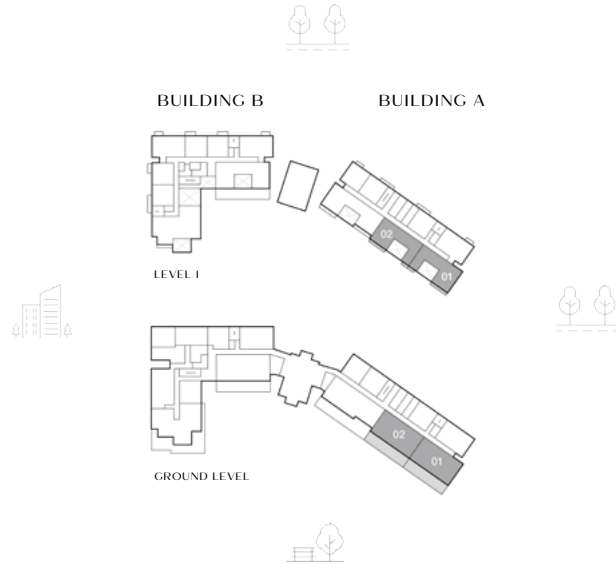 BUILDING B
BUILDING A
02
01
LEVEL 1
02
01
GROUND LEVEL